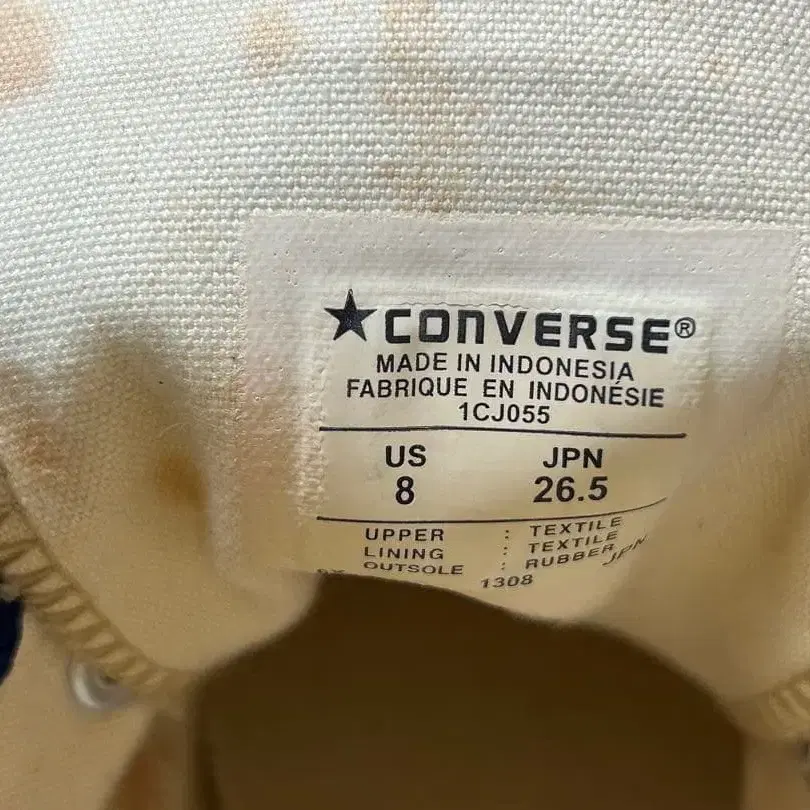 ★CONVERSE®
MADE IN INDONESIA
FABRIQUE EN INDONÉSIE
1CJ055
US JPN
8 26.5
UPPER : TEXTILE
LINING : TEXTILE
OUTSOLE : RUBBER JPN
1308